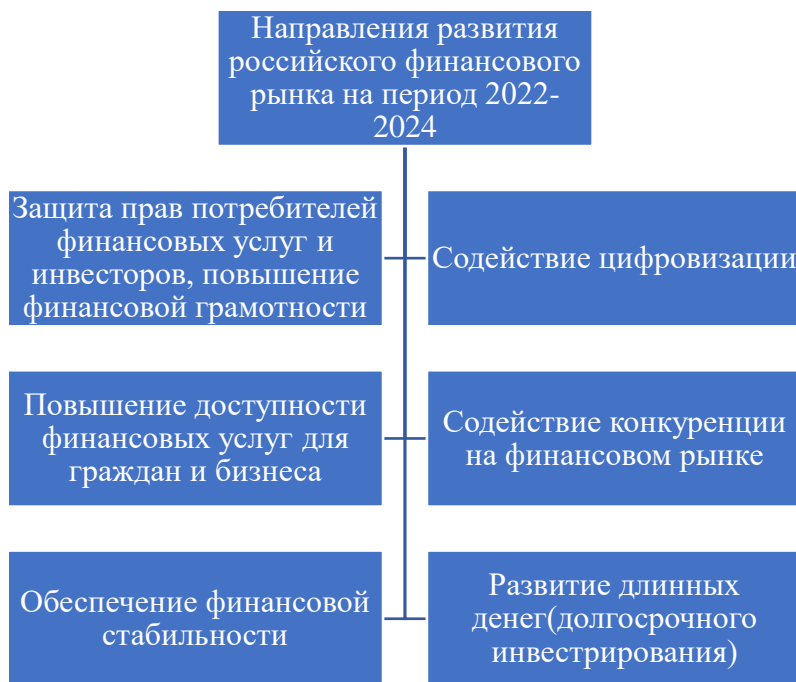 Направления развития
российского финансового
рынка на период 2022-
2024
Защита прав потребителей
финансовых услуг и
инвесторов, повышение
финансовой грамотности
Содействие цифровизации
Повышение доступности
финансовых услуг для
граждан и бизнеса
Содействие конкуренции
на финансовом рынке
Обеспечение финансовой
стабильности
Развитие длинных
денег(долгосрочного
инвестрирования)